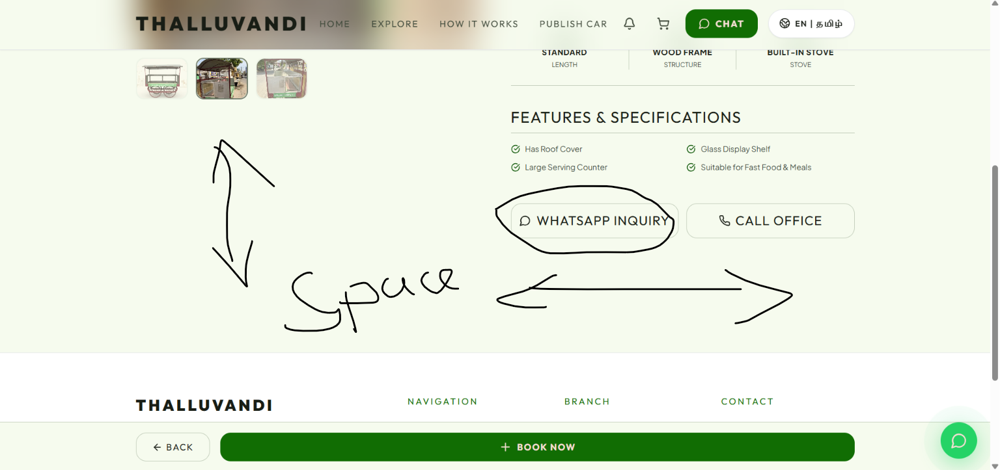 THALLUVANDI HOME EXPLORE HOW IT WORKS PUBLISH CAR CHAT EN | தமிழ்
STANDARD WOOD FRAME BUILT-IN STOVE
LENGTH STRUCTURE STOVE
FEATURES & SPECIFICATIONS
Has Roof Cover Glass Display Shelf
Large Serving Counter Suitable for Fast Food & Meals
WHATSAPP INQUIRY CALL OFFICE
Space
THALLUVANDI NAVIGATION BRANCH CONTACT
BACK BOOK NOW